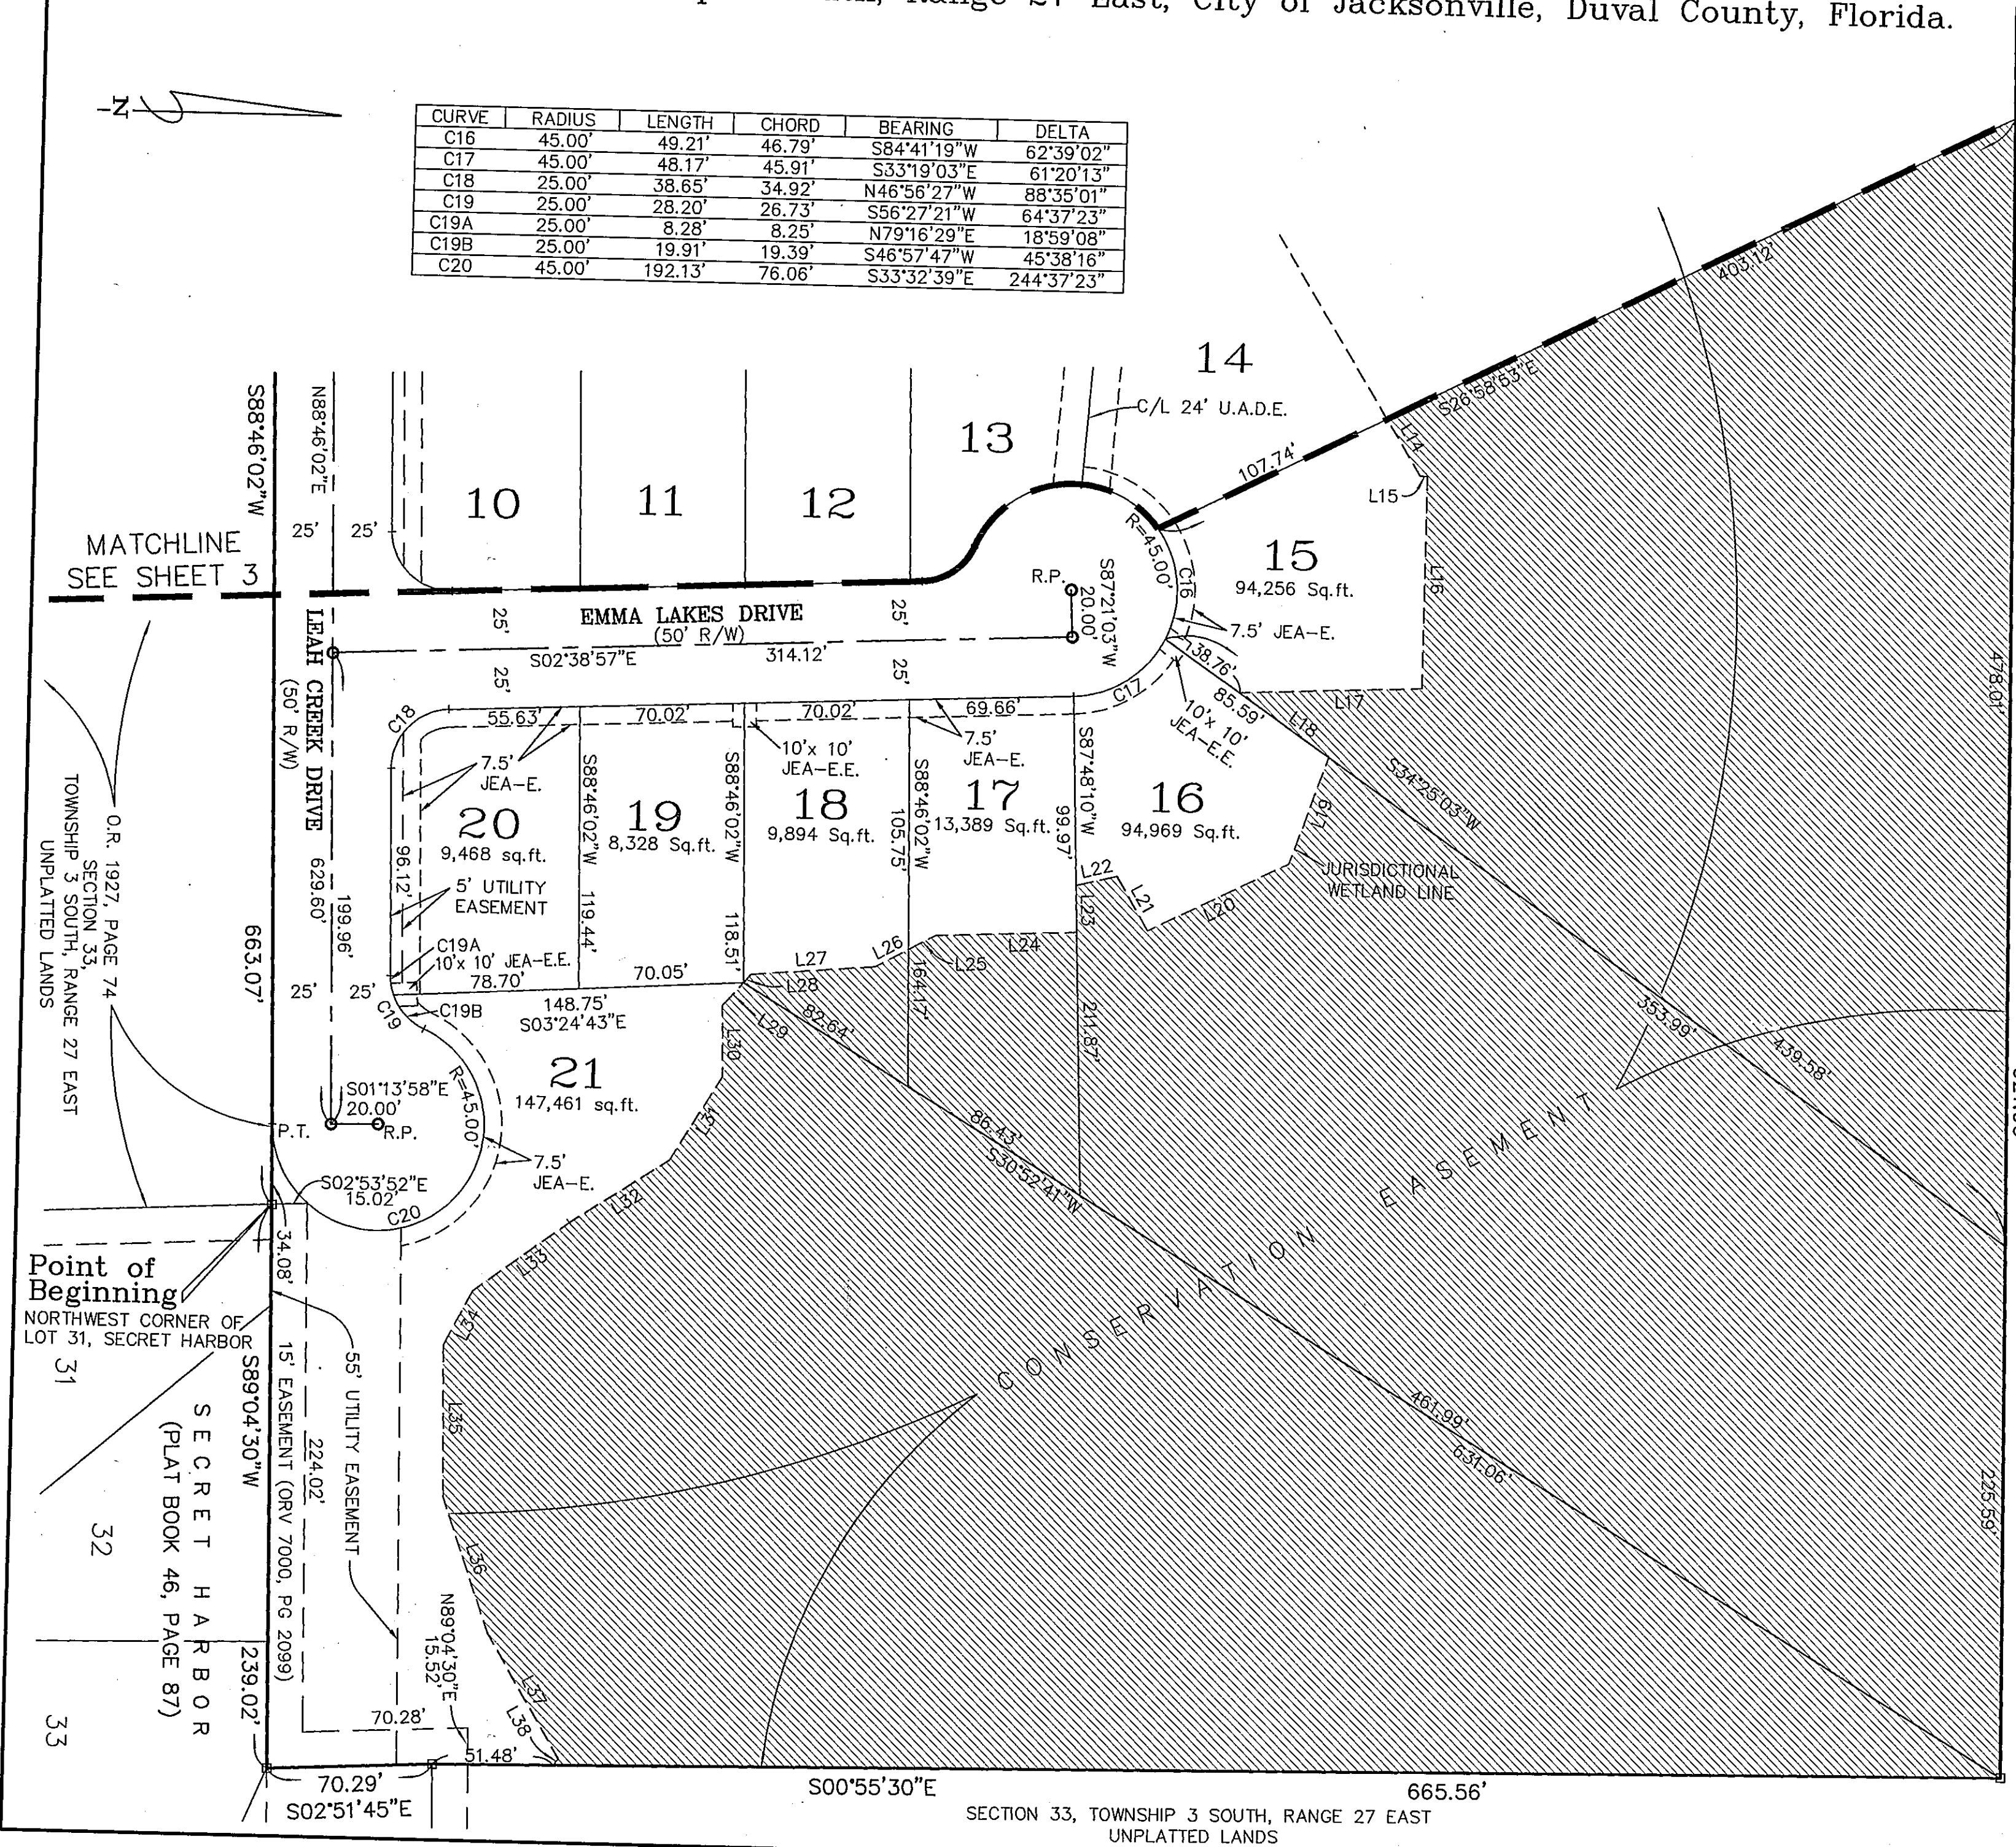 Range 27 East, City of Jacksonville, Duval County, Florida.
N
CURVE RADIUS LENGTH CHORD BEARING DELTA
C16 45.00' 49.21' 46.79' S84°41'19"W 62°39'02"
C17 45.00' 48.17' 45.91' S33°19'03"E 61°20'13"
C18 25.00' 38.65' 34.92' N46°56'27"W 88°35'01"
C19 25.00' 28.20' 26.73' S56°27'21"W 64°37'23"
C19A 25.00' 8.28' 8.25' N79°16'29"E 18°59'08"
C19B 25.00' 19.91' 19.39' S46°57'47"W 45°38'16"
C20 45.00' 192.13' 76.06' S33°32'39"E 244°37'23"
403.12'
S26°58'53"E
107.74'
14
C/L 24' U.A.D.E.
13
12
11
10
L14
L15
L16
S88°46'02"W
N88°46'02"E
25'
25'
MATCHLINE
SEE SHEET 3
15
94,256 Sq.ft.
R=45.00'
C16
R.P.
S87°21'03"W
20.00'
7.5' JEA-E.
EMMA LAKES DRIVE
(50' R/W)
S02°38'57"E
314.12'
25'
25'
25'
25'
LEAH CREEK DRIVE
(50' R/W)
138.76'
85.59'
L17
L18
C17
10'x 10'
JEA-E.E.
C18
55.63'
70.02'
70.02'
69.66'
7.5'
JEA-E.
10'x 10'
JEA-E.E.
7.5'
JEA-E.
20
9,468 sq.ft.
19
8,328 Sq.ft.
18
9,894 Sq.ft.
17
13,389 Sq.ft.
16
94,969 Sq.ft.
S88°46'02"W
119.44'
S88°46'02"W
118.51'
S88°46'02"W
105.75'
S87°48'10"W
99.97'
S34°25'03"W
L19
JURISDICTIONAL
WETLAND LINE
L20
L21
L22
L23
L24
L25
L26
L27
L28
L29
L30
L31
L32
L33
L34
L35
L36
L37
L38
478.01'
96.12'
5' UTILITY
EASEMENT
C19A
10'x 10' JEA-E.E.
78.70'
70.05'
148.75'
S03°24'43"E
C19
C19B
25'
25'
199.96'
629.60'
663.07'
O.R. 1927, PAGE 74
SECTION 33,
TOWNSHIP 3 SOUTH, RANGE 27 EAST
UNPLATTED LANDS
21
147,461 sq.ft.
R=45.00'
S01°13'58"E
20.00'
P.T.
R.P.
7.5'
JEA-E.
S02°53'52"E
15.02'
C20
82.64'
164.17'
211.87'
86.43'
S30°52'41"W
353.99'
439.58'
CONSERVATION EASEMENT
461.99'
631.06'
225.59'
Point of
Beginning
NORTHWEST CORNER OF
LOT 31, SECRET HARBOR
34.08'
31
32
33
SECRET HARBOR
(PLAT BOOK 46, PAGE 87)
S89°04'30"W
239.02'
15' EASEMENT (ORV 7000, PG 2099)
224.02'
55' UTILITY EASEMENT
N89°04'30"E
15.52'
70.28'
51.48'
70.29'
S02°51'45"E
S00°55'30"E
665.56'
SECTION 33, TOWNSHIP 3 SOUTH, RANGE 27 EAST
UNPLATTED LANDS